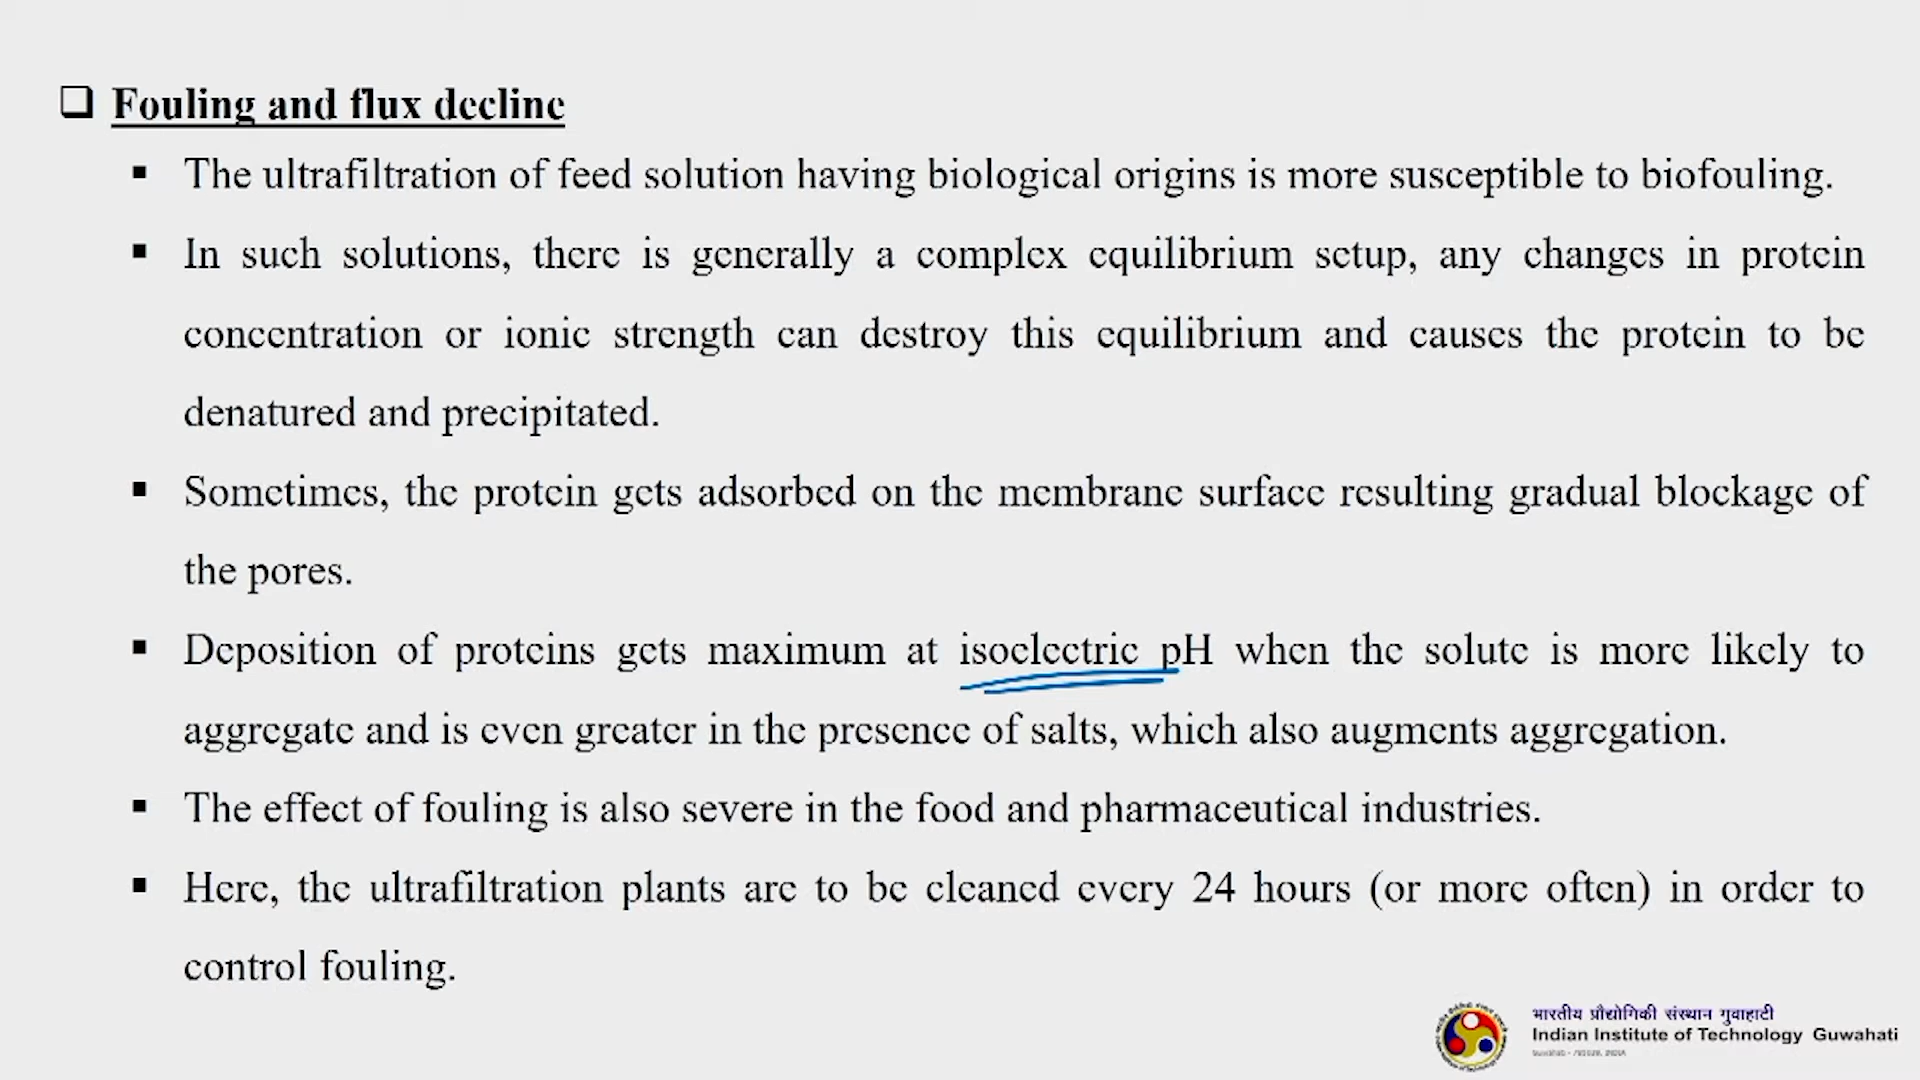 Fouling and flux decline
The ultrafiltration of feed solution having biological origins is more susceptible to biofouling.
In such solutions, there is generally a complex equilibrium setup, any changes in protein
concentration or ionic strength can destroy this equilibrium and causes the protein to be
denatured and precipitated.
Sometimes, the protein gets adsorbed on the membrane surface resulting gradual blockage of
the pores.
Deposition of proteins gets maximum at isoelectric pH when the solute is more likely to
aggregate and is even greater in the presence of salts, which also augments aggregation.
The effect of fouling is also severe in the food and pharmaceutical industries.
Here, the ultrafiltration plants are to be cleaned every 24 hours (or more often) in order to
control fouling.
भारतीय प्रौद्योगिकी संस्थान गुवाहाटी
Indian Institute of Technology Guwahati